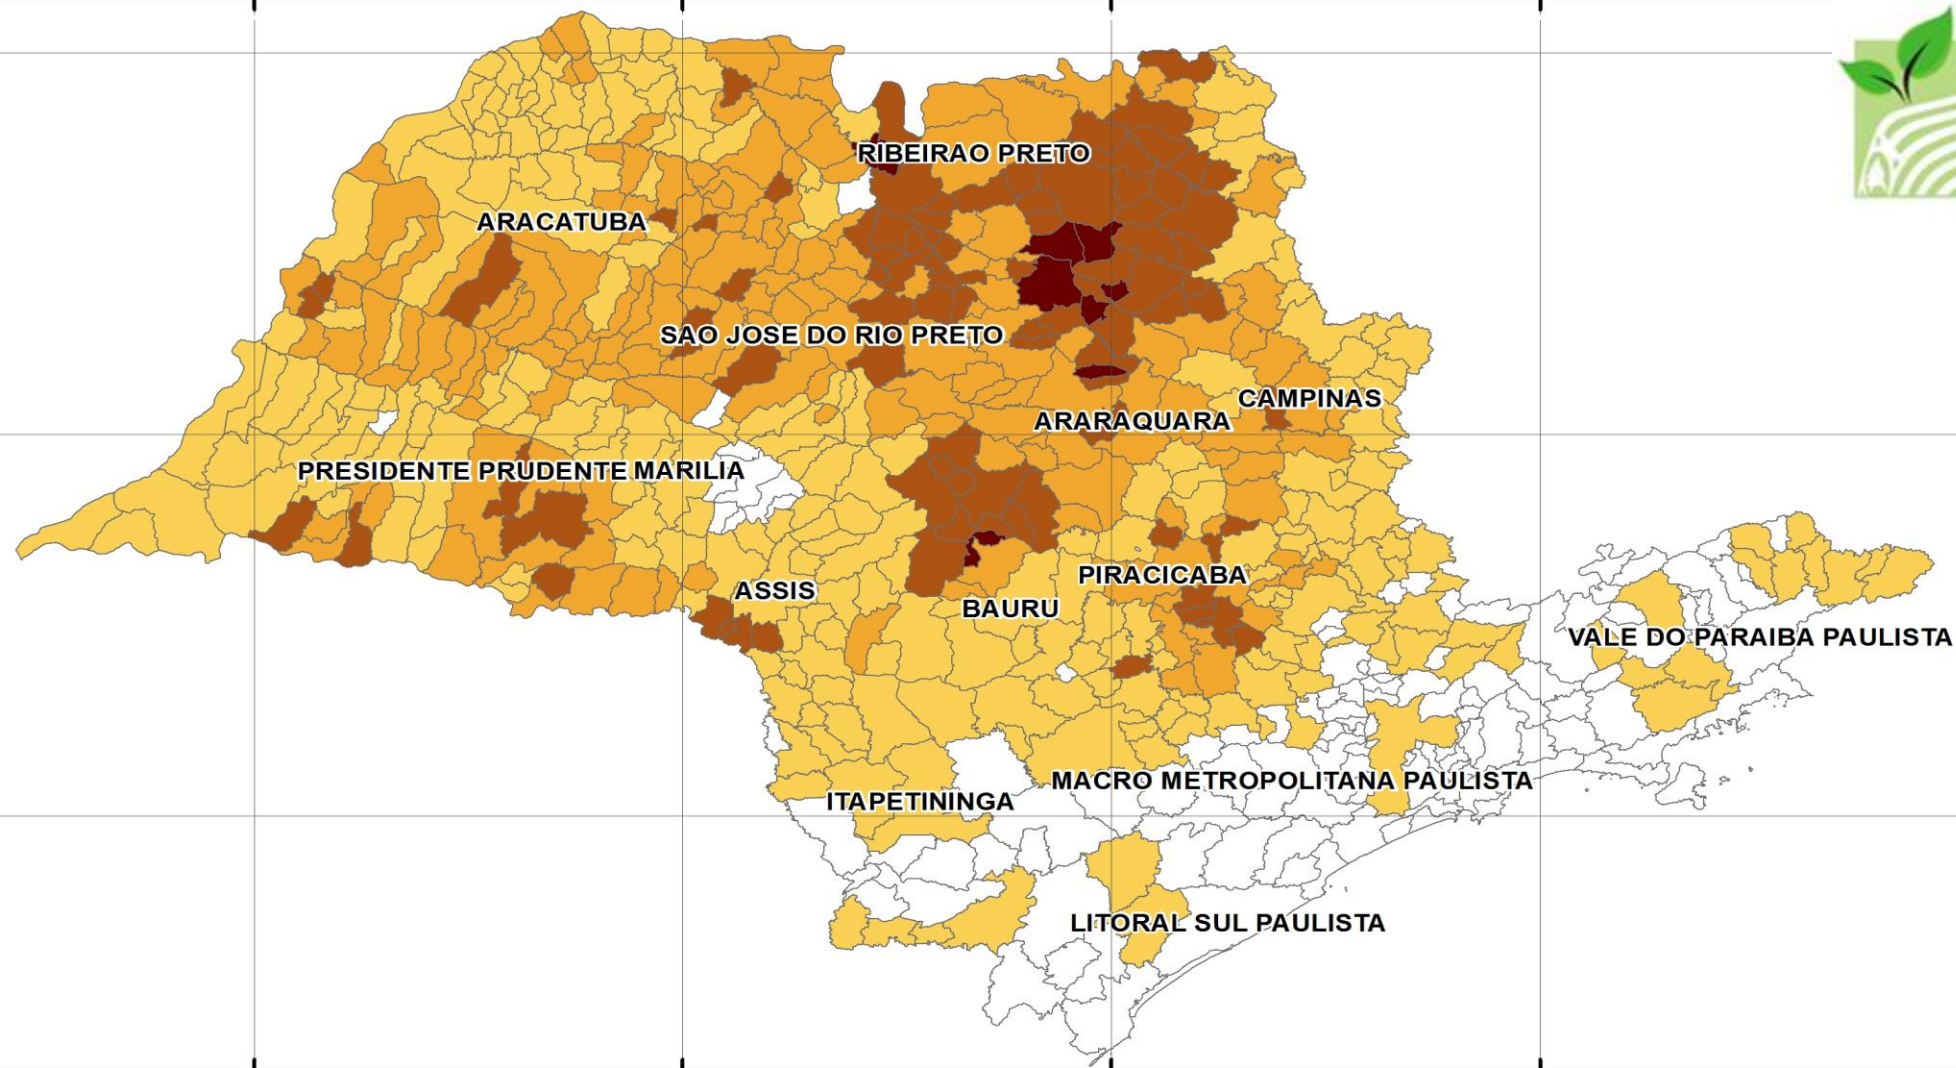 RIBEIRAO PRETO
ARACATUBA
SAO JOSE DO RIO PRETO
CAMPINAS
ARARAQUARA
PRESIDENTE PRUDENTE MARILIA
PIRACICABA
ASSIS
BAURU
VALE DO PARAIBA PAULISTA
MACRO METROPOLITANA PAULISTA
ITAPETININGA
LITORAL SUL PAULISTA